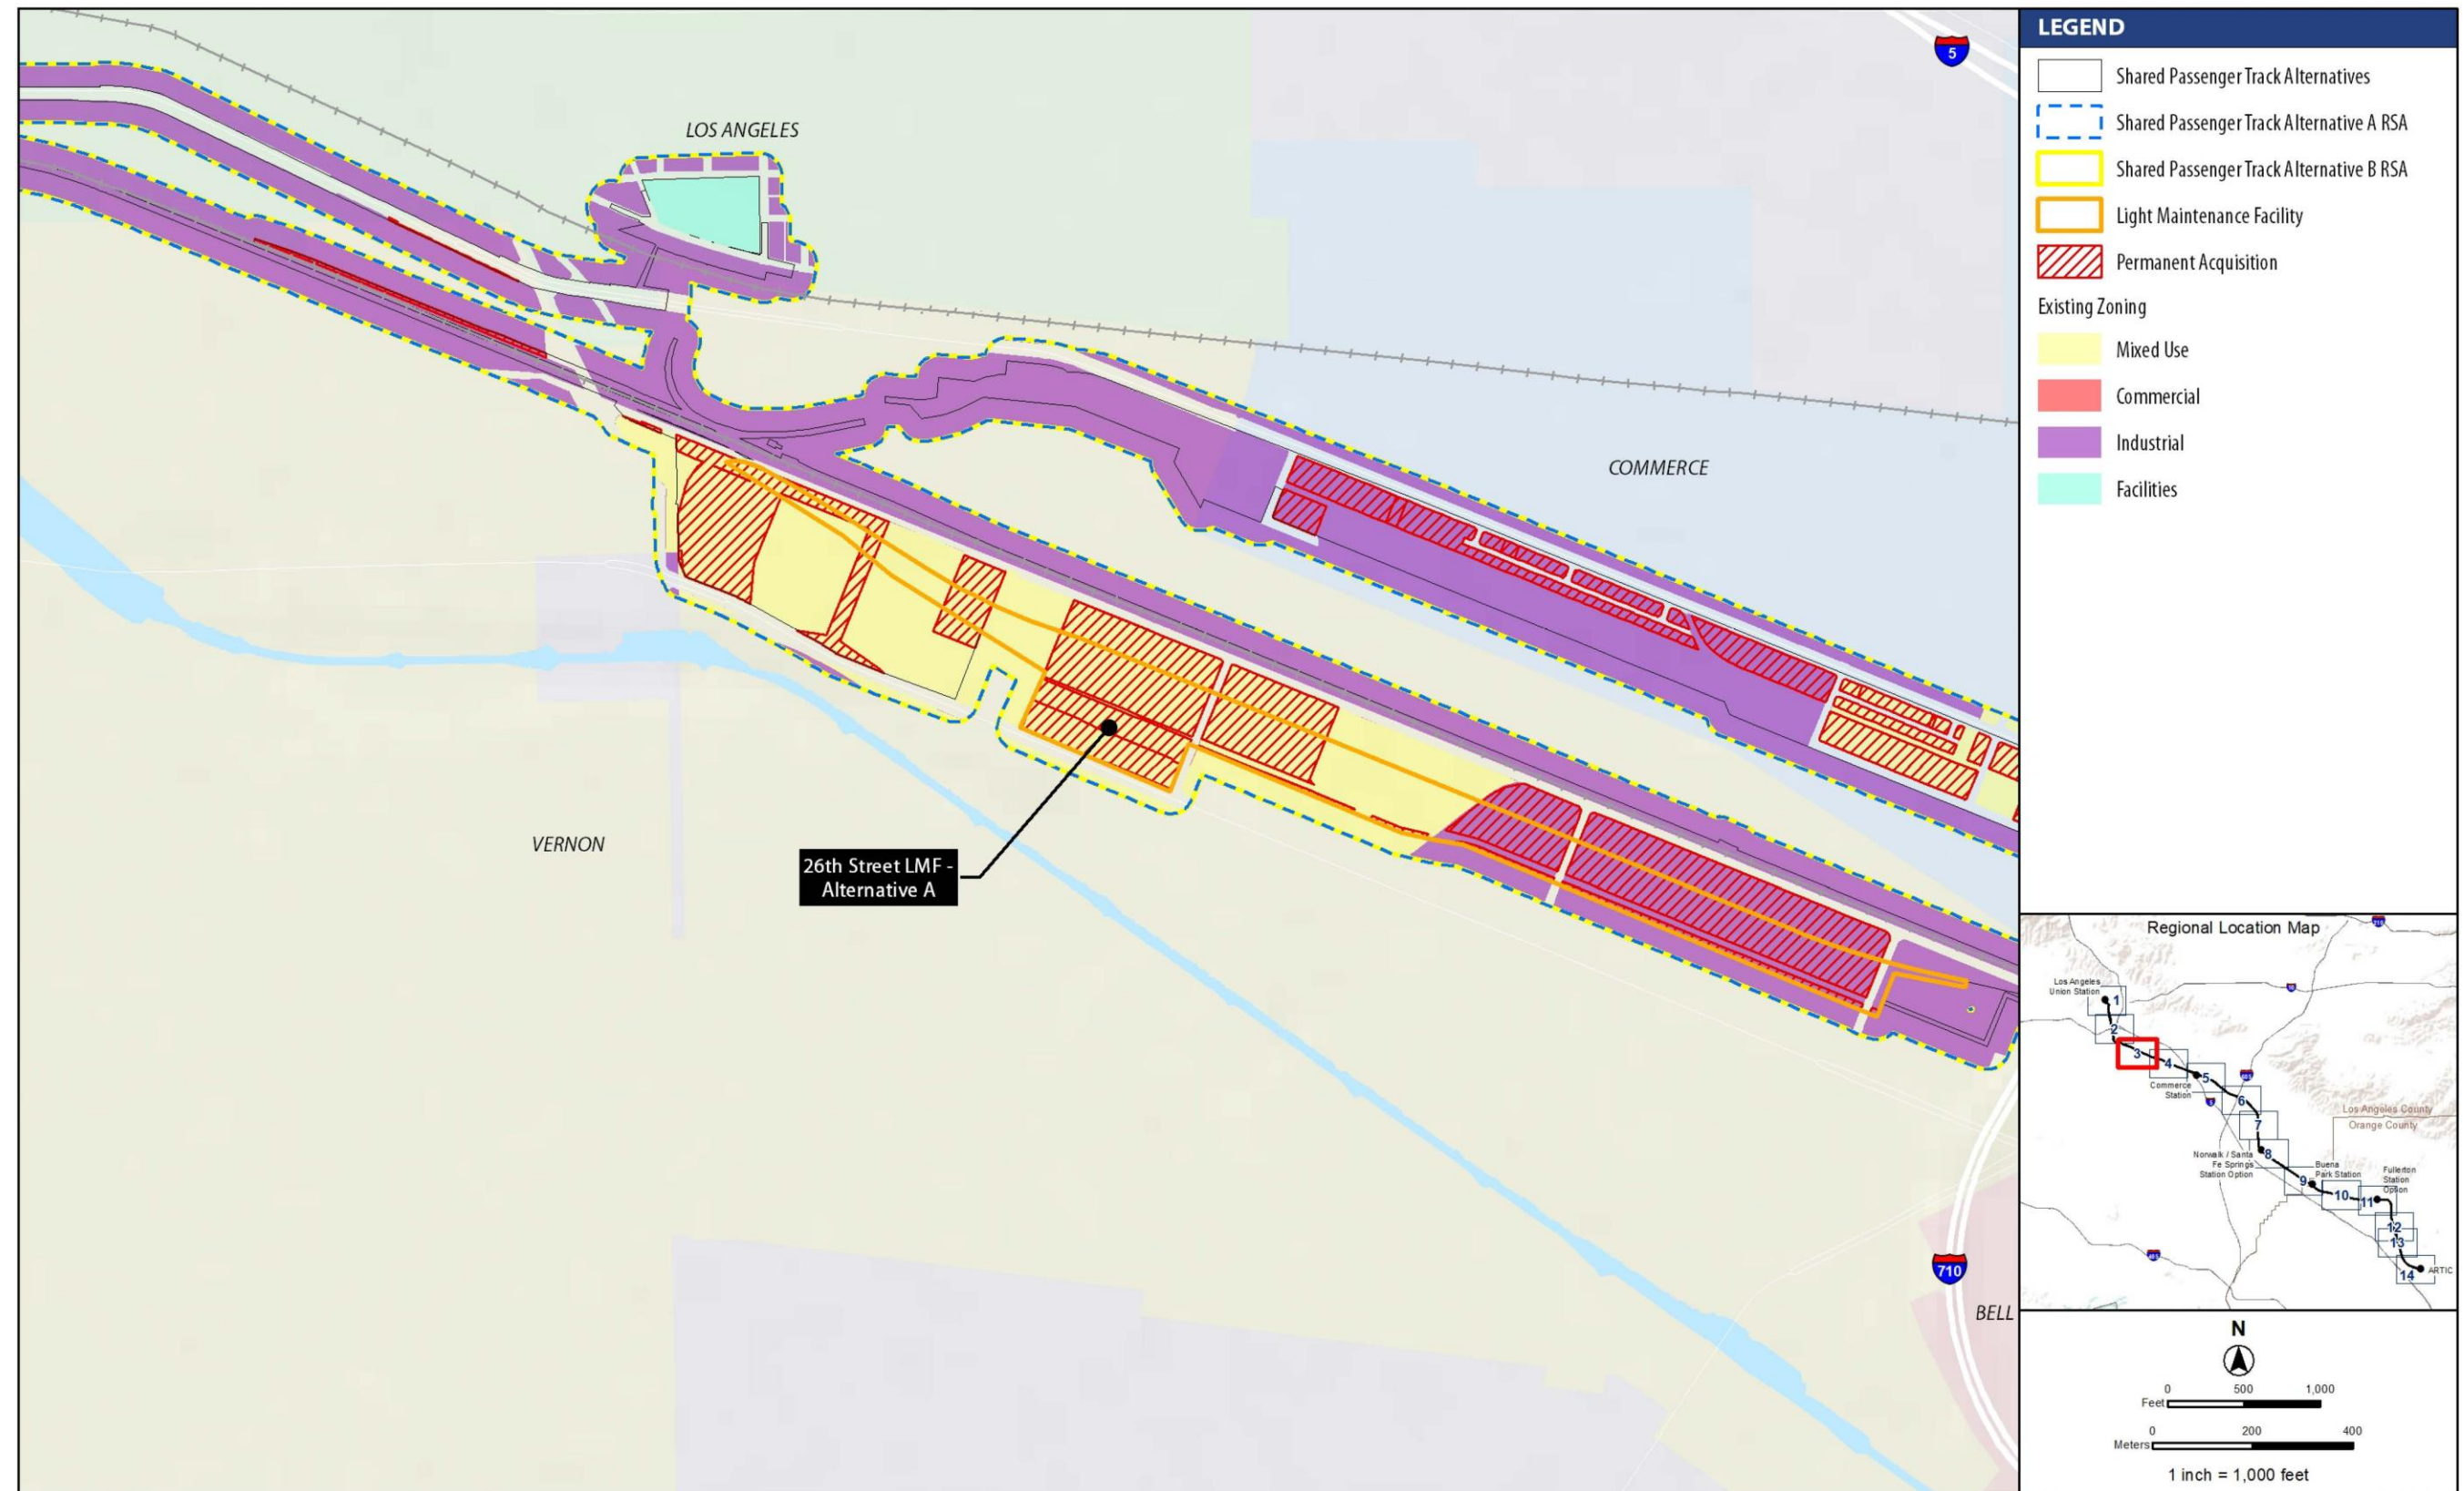 5
LOS ANGELES
COMMERCE
VERNON
26th Street LMF -
Alternative A
710
BELL
LEGEND
Shared Passenger Track Alternatives
Shared Passenger Track Alternative A RSA
Shared Passenger Track Alternative B RSA
Light Maintenance Facility
Permanent Acquisition
Existing Zoning
Mixed Use
Commercial
Industrial
Facilities
Regional Location Map
Los Angeles
Union Station
1
2
3
4
5
Commerce
Station
6
Los Angeles County
Orange County
7
8
Norwalk / Santa
Fe Springs
Station Option
9
Buena
Park Station
10
Fullerton
Station
Option
11
12
13
14
ARTIC
N
0 500 1,000
Feet
0 200 400
Meters
1 inch = 1,000 feet